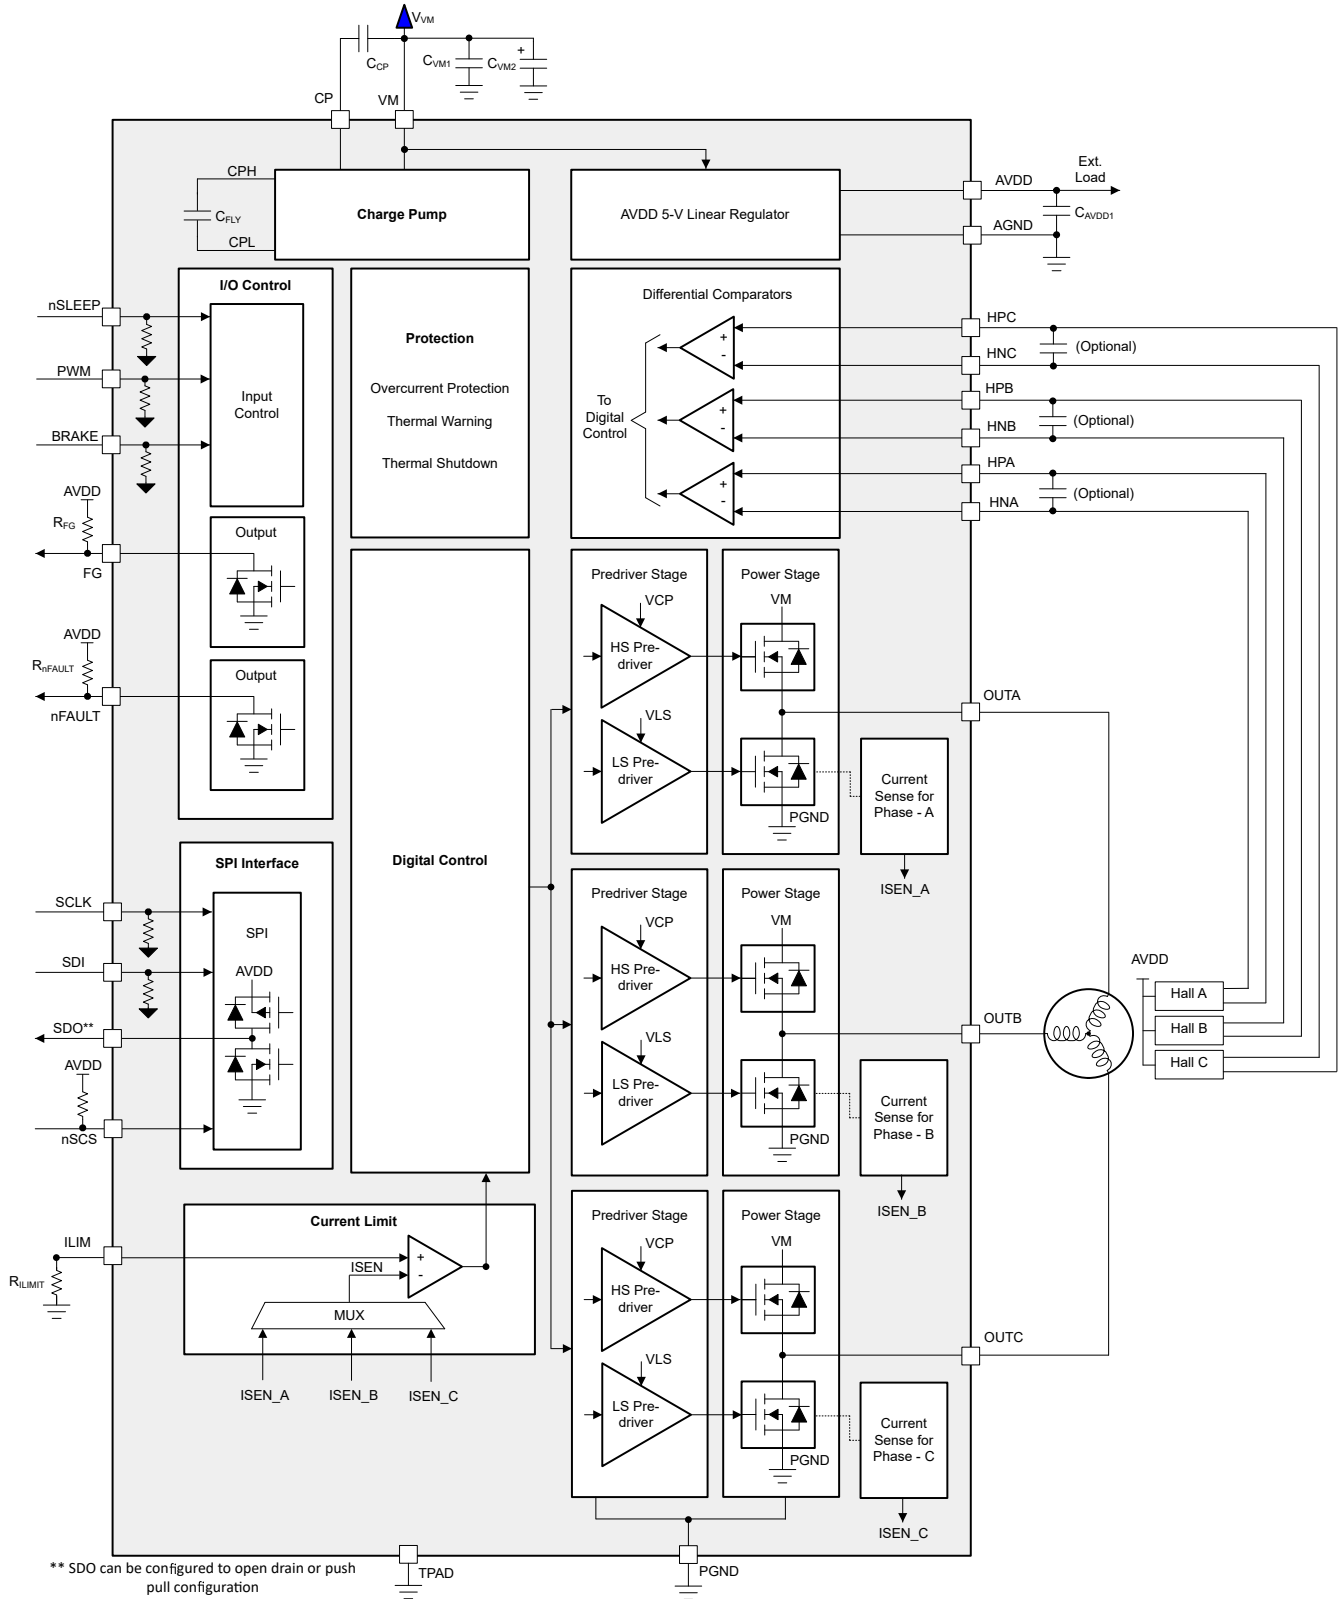 VVM
CCP
CVM1
+
CVM2
CP
VM
CPH
CFLY
CPL
Charge Pump
AVDD 5-V Linear Regulator
AVDD
Ext.
Load
CAVDD1
AGND
I/O Control
nSLEEP
PWM
BRAKE
Input
Control
AVDD
RFG
FG
Output
AVDD
RnFAULT
nFAULT
Output
Protection
Overcurrent Protection
Thermal Warning
Thermal Shutdown
Differential Comparators
To
Digital
Control
+
-
+
-
+
-
HPC
HNC
(Optional)
HPB
HNB
(Optional)
HPA
HNA
(Optional)
Digital Control
Predriver Stage
VCP
HS Pre-
driver
VLS
LS Pre-
driver
Power Stage
VM
PGND
OUTA
Current
Sense for
Phase - A
ISEN_A
SPI Interface
SCLK
SDI
SDO**
AVDD
nSCS
SPI
AVDD
Predriver Stage
VCP
HS Pre-
driver
VLS
LS Pre-
driver
Power Stage
VM
PGND
OUTB
Current
Sense for
Phase - B
ISEN_B
AVDD
Hall A
Hall B
Hall C
Current Limit
ILIM
RILIMIT
+
-
ISEN
MUX
ISEN_A
ISEN_B
ISEN_C
Predriver Stage
VCP
HS Pre-
driver
VLS
LS Pre-
driver
Power Stage
VM
PGND
OUTC
Current
Sense for
Phase - C
ISEN_C
TPAD
PGND
** SDO can be configured to open drain or push
pull configuration